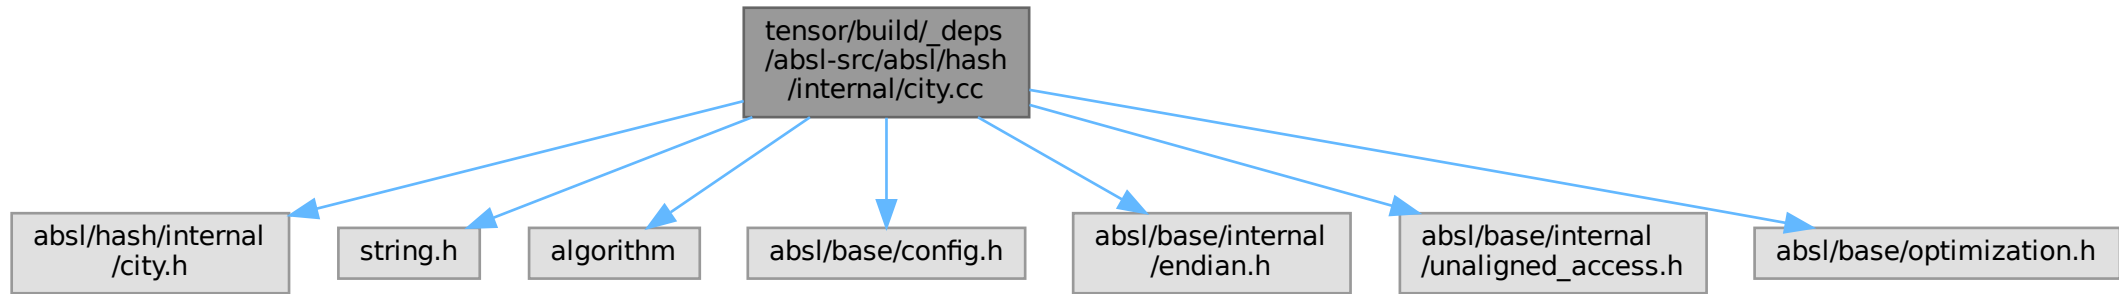 tensor/build/_deps
/absl-src/absl/hash
/internal/city.cc
absl/hash/internal
/city.h
string.h
algorithm
absl/base/config.h
absl/base/internal
/endian.h
absl/base/internal
/unaligned_access.h
absl/base/optimization.h